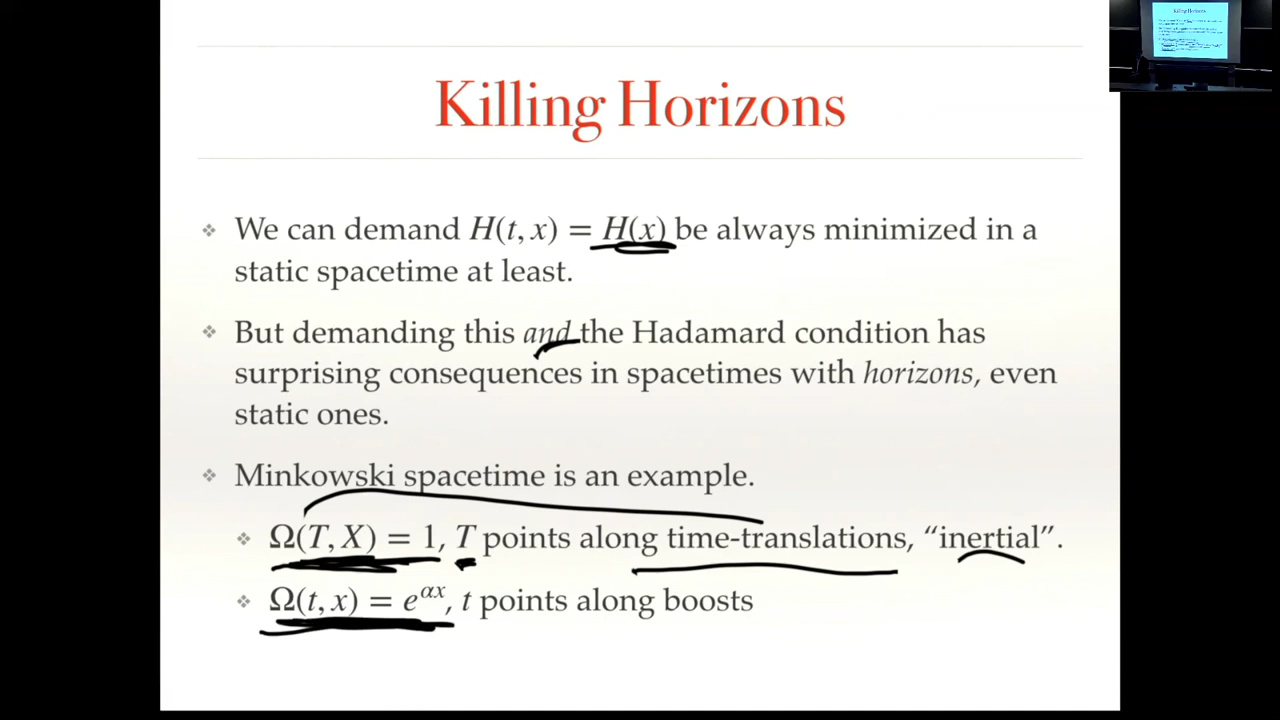 Killing Horizons
❖ We can demand H(t, x) = H(x) be always minimized in a
static spacetime at least.
❖ But demanding this and the Hadamard condition has
surprising consequences in spacetimes with horizons, even
static ones.
❖ Minkowski spacetime is an example.
❖ Ω(T, X) = 1, T points along time-translations, “inertial”.
❖ Ω(t, x) = e^{αx}, t points along boosts